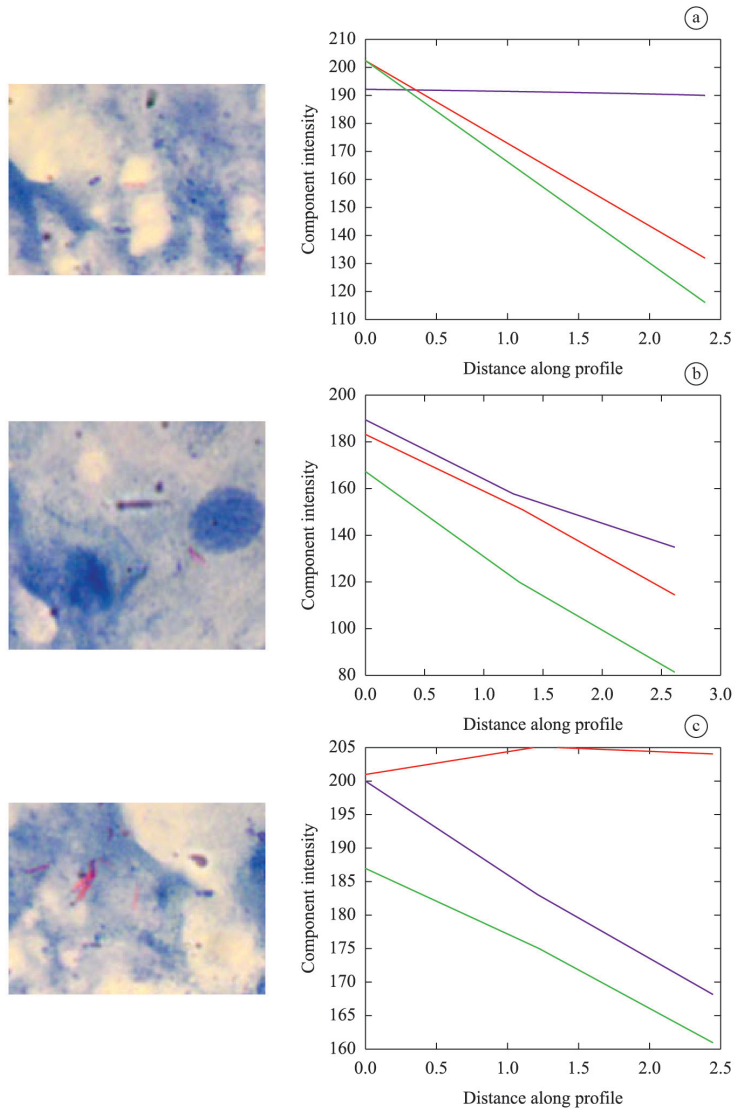 a
210
200
190
180
170
160
150
140
130
120
110
Component intensity
0.0 0.5 1.0 1.5 2.0 2.5
Distance along profile
b
200
180
160
140
120
100
80
Component intensity
0.0 0.5 1.0 1.5 2.0 2.5 3.0
Distance along profile
c
205
200
195
190
185
180
175
170
165
160
Component intensity
0.0 0.5 1.0 1.5 2.0 2.5
Distance along profile